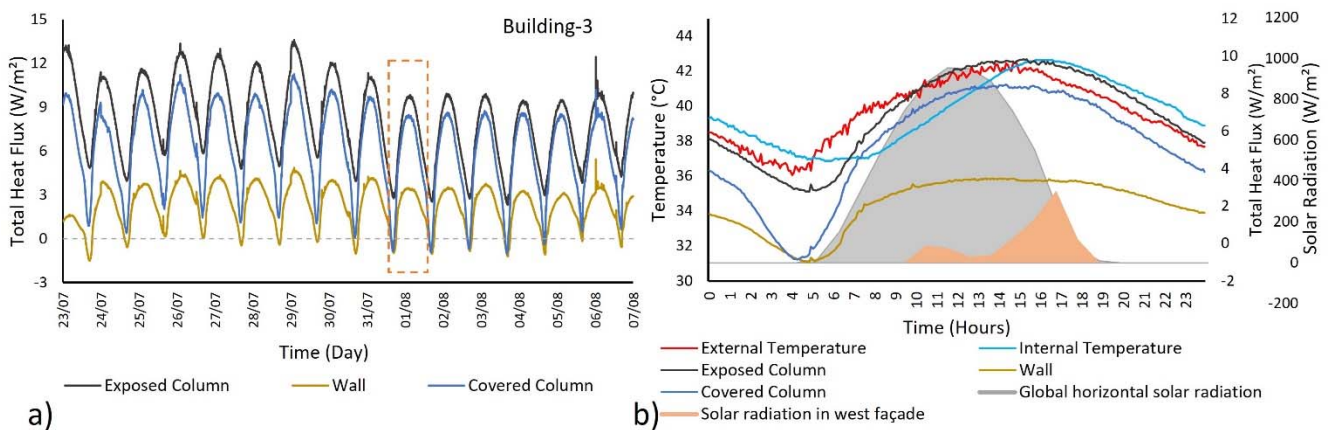 Building-3
Total Heat Flux (W/m²)
15
12
9
6
3
0
-3
23/07
24/07
25/07
26/07
27/07
28/07
29/07
30/07
31/07
01/08
02/08
03/08
04/08
05/08
06/08
07/08
Time (Day)
Exposed Column
Wall
Covered Column
a)
Temperature (°C)
44
42
40
38
36
34
32
30
0 1 2 3 4 5 6 7 8 9 10 11 12 13 14 15 16 17 18 19 20 21 22 23
Time (Hours)
12
10
8
6
4
2
0
-2
Total Heat Flux (W/m²)
Solar Radiation (W/m²)
1200
1000
800
600
400
200
0
-200
External Temperature
Internal Temperature
Exposed Column
Wall
Covered Column
Global horizontal solar radiation
Solar radiation in west façade
b)